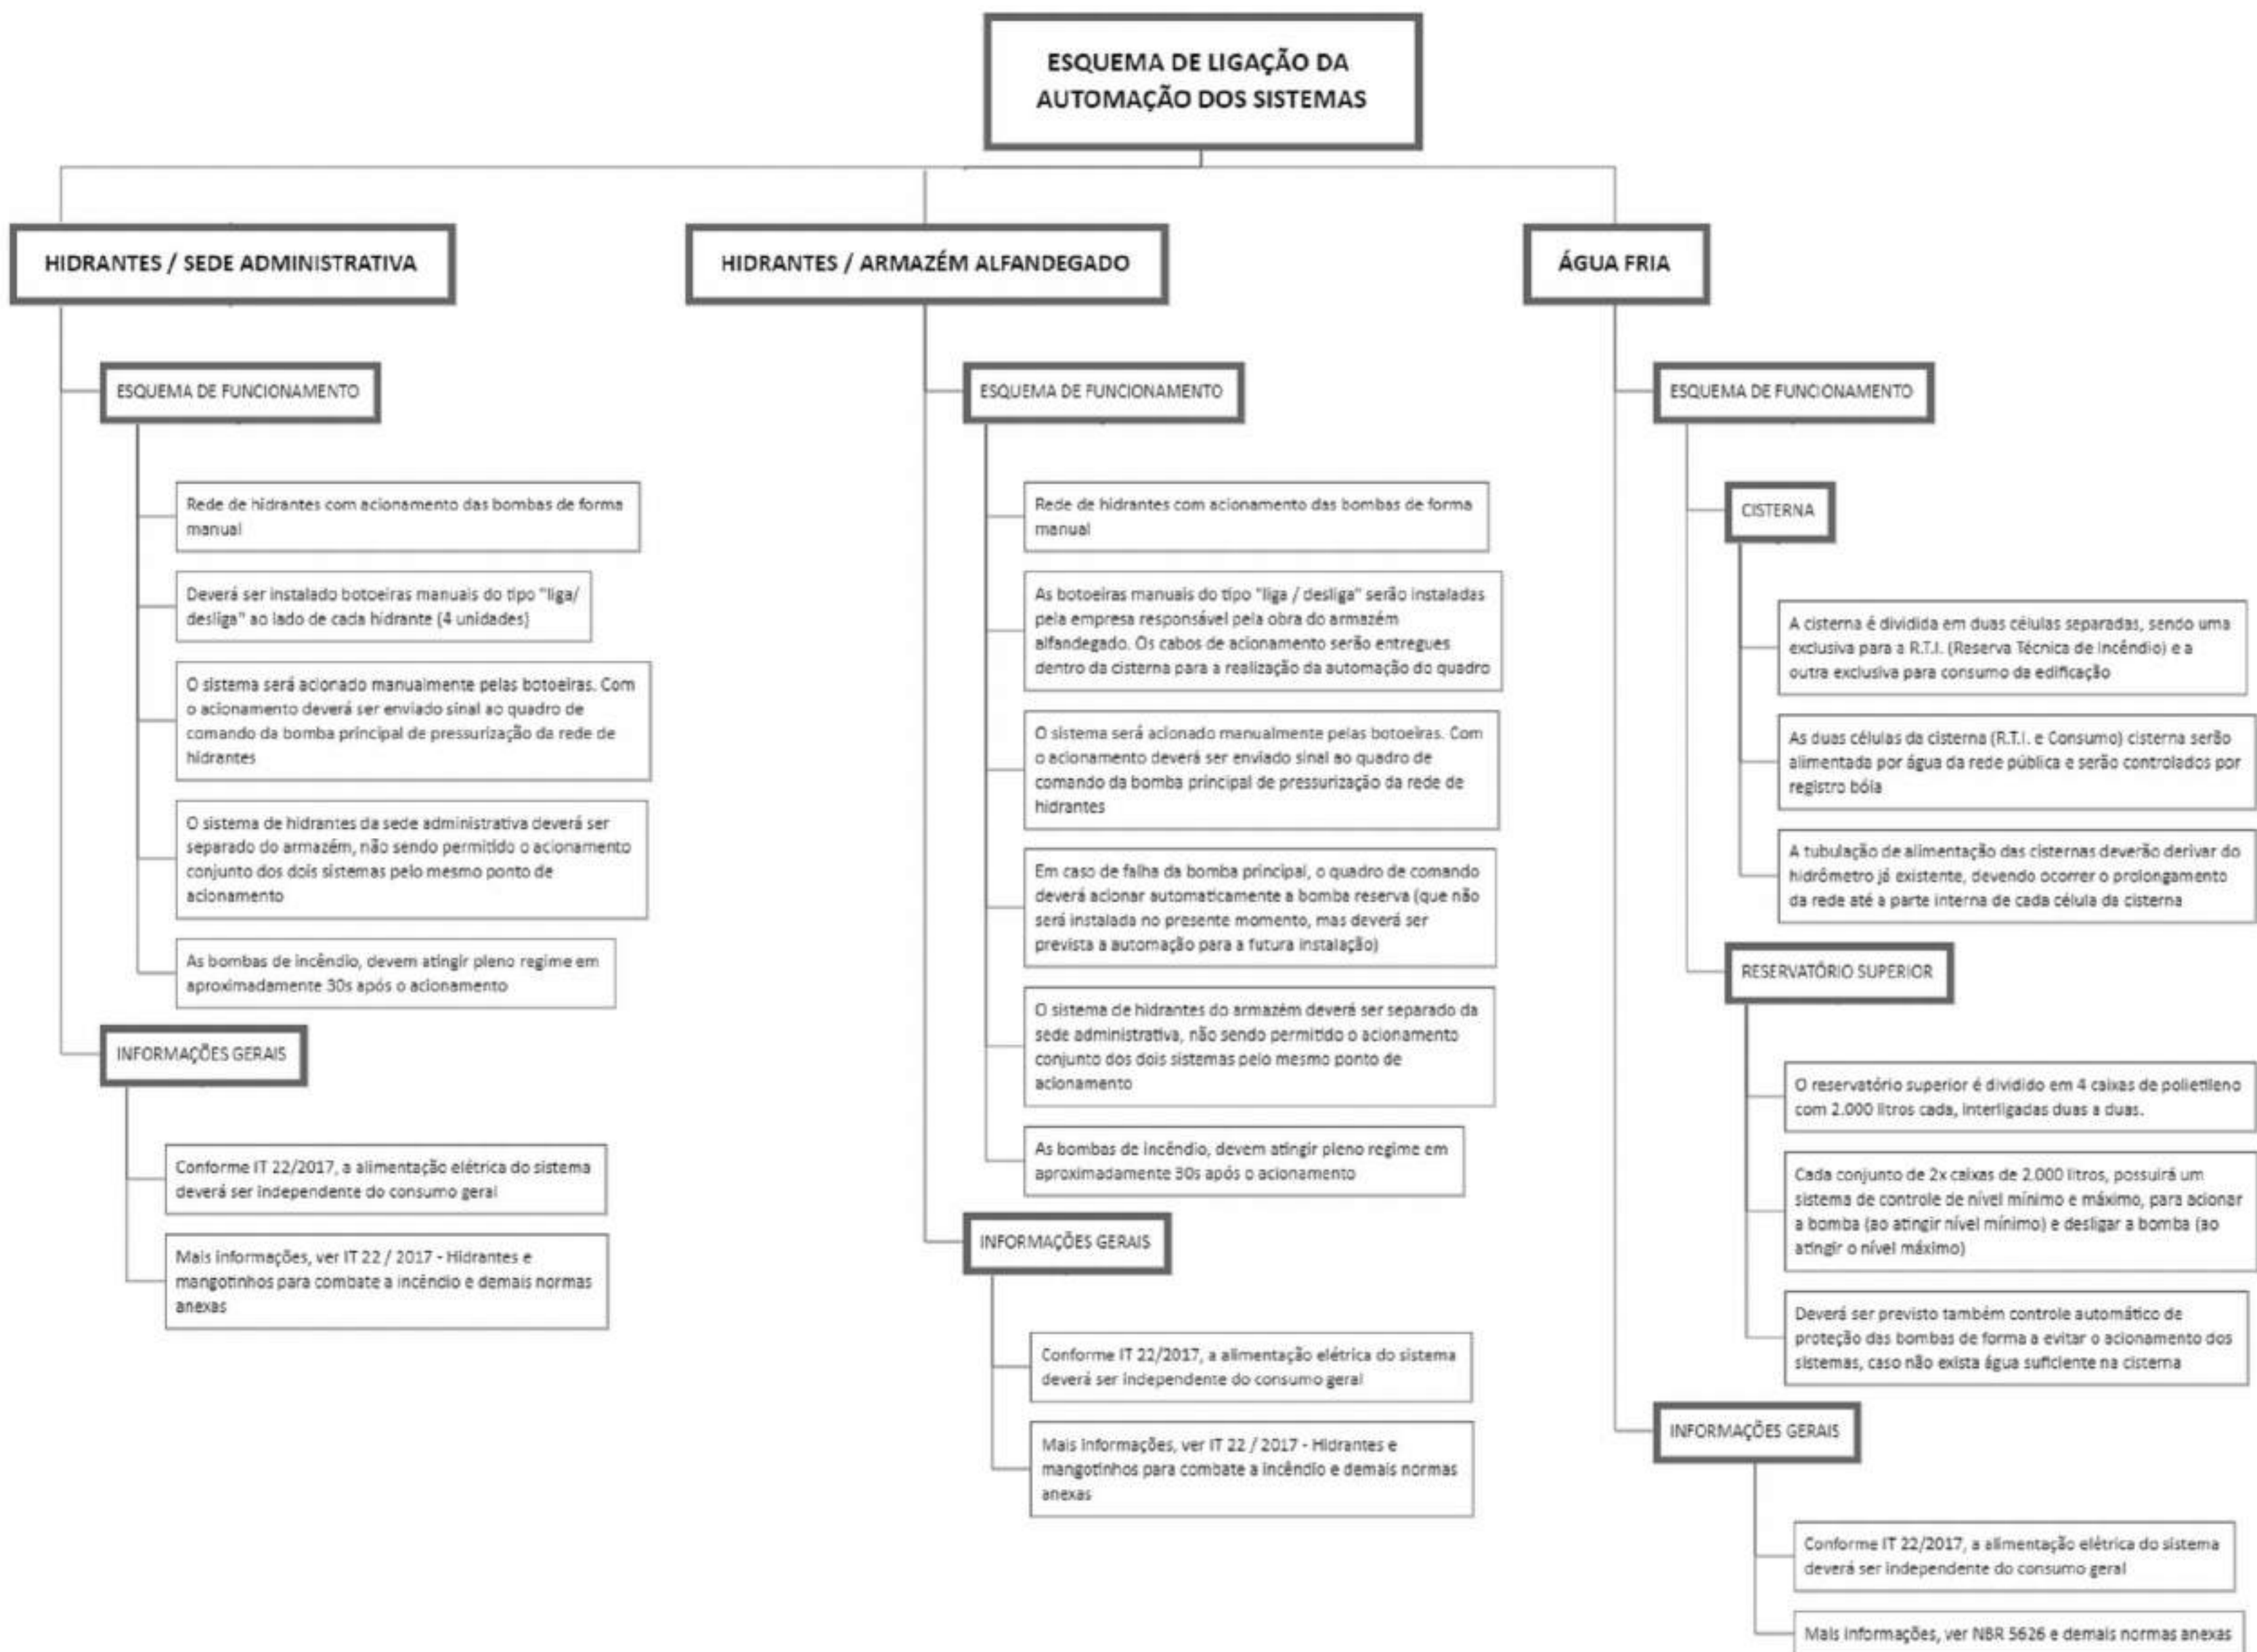 ESQUEMA DE LIGAÇÃO DA
AUTOMAÇÃO DOS SISTEMAS
HIDRANTES / SEDE ADMINISTRATIVA
ESQUEMA DE FUNCIONAMENTO
Rede de hidrantes com acionamento das bombas de forma
manual
Deverá ser instalado botoeiras manuais do tipo "liga/
desliga" ao lado de cada hidrante (4 unidades)
O sistema será acionado manualmente pelas botoeiras. Com
o acionamento deverá ser enviado sinal ao quadro de
comando da bomba principal de pressurização da rede de
hidrantes
O sistema de hidrantes da sede administrativa deverá ser
separado do armazém, não sendo permitido o acionamento
conjunto dos dois sistemas pelo mesmo ponto de
acionamento
As bombas de incêndio, devem atingir pleno regime em
aproximadamente 30s após o acionamento
INFORMAÇÕES GERAIS
Conforme IT 22/2017, a alimentação elétrica do sistema
deverá ser independente do consumo geral
Mais informações, ver IT 22 / 2017 - Hidrantes e
mangotinhos para combate a incêndio e demais normas
anexas
HIDRANTES / ARMAZÉM ALFANDEGADO
ESQUEMA DE FUNCIONAMENTO
Rede de hidrantes com acionamento das bombas de forma
manual
As botoeiras manuais do tipo "liga / desliga" serão instaladas
pela empresa responsável pela obra do armazém
alfandegado. Os cabos de acionamento serão entregues
dentro da cisterna para a realização da automação do quadro
O sistema será acionado manualmente pelas botoeiras. Com
o acionamento deverá ser enviado sinal ao quadro de
comando da bomba principal de pressurização da rede de
hidrantes
Em caso de falha da bomba principal, o quadro de comando
deverá acionar automaticamente a bomba reserva (que não
será instalada no presente momento, mas deverá ser
prevista a automação para a futura instalação)
O sistema de hidrantes do armazém deverá ser separado da
sede administrativa, não sendo permitido o acionamento
conjunto dos dois sistemas pelo mesmo ponto de
acionamento
As bombas de incêndio, devem atingir pleno regime em
aproximadamente 30s após o acionamento
INFORMAÇÕES GERAIS
Conforme IT 22/2017, a alimentação elétrica do sistema
deverá ser independente do consumo geral
Mais informações, ver IT 22 / 2017 - Hidrantes e
mangotinhos para combate a incêndio e demais normas
anexas
ÁGUA FRIA
ESQUEMA DE FUNCIONAMENTO
CISTERNA
A cisterna é dividida em duas células separadas, sendo uma
exclusiva para a R.T.I. (Reserva Técnica de Incêndio) e a
outra exclusiva para consumo da edificação
As duas células da cisterna (R.T.I. e Consumo) cisterna serão
alimentada por água da rede pública e serão controlados por
registro bóia
A tubulação de alimentação das cisternas deverão derivar do
hidrômetro já existente, devendo ocorrer o prolongamento
da rede até a parte interna de cada célula da cisterna
RESERVATÓRIO SUPERIOR
O reservatório superior é dividido em 4 caixas de polietileno
com 2.000 litros cada, interligadas duas a duas.
Cada conjunto de 2x caixas de 2.000 litros, possuirá um
sistema de controle de nível mínimo e máximo, para acionar
a bomba (ao atingir nível mínimo) e desligar a bomba (ao
atingir o nível máximo)
Deverá ser previsto também controle automático de
proteção das bombas de forma a evitar o acionamento dos
sistemas, caso não exista água suficiente na cisterna
INFORMAÇÕES GERAIS
Conforme IT 22/2017, a alimentação elétrica do sistema
deverá ser independente do consumo geral
Mais informações, ver NBR 5626 e demais normas anexas